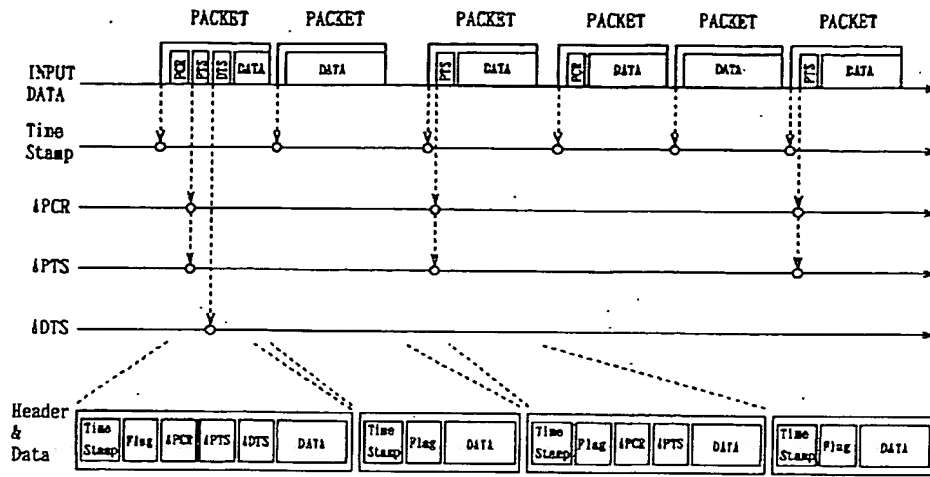 PACKET PACKET PACKET PACKET PACKET PACKET
PCR PTS DTS DATA DATA PTS DATA PCR DATA DATA PTS DATA
INPUT
DATA
Time
Stamp
ΔPCR
ΔPTS
ΔDTS
Header
&
Data
Time
Stamp Flag ΔPCR ΔPTS ΔDTS DATA
Time
Stamp Flag DATA
Time
Stamp Flag ΔPCR ΔPTS DATA
Time
Stamp Flag DATA